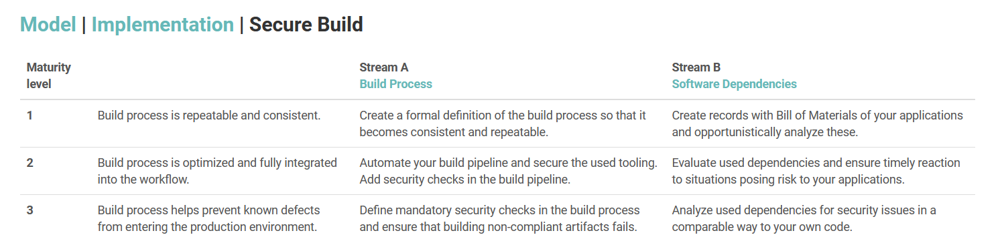 Model | Implementation | Secure Build
Maturity level
Stream A
Build Process
Stream B
Software Dependencies
1
Build process is repeatable and consistent.
Create a formal definition of the build process so that it
becomes consistent and repeatable.
Create records with Bill of Materials of your applications
and opportunistically analyze these.
2
Build process is optimized and fully integrated
into the workflow.
Automate your build pipeline and secure the used tooling.
Add security checks in the build pipeline.
Evaluate used dependencies and ensure timely reaction
to situations posing risk to your applications.
3
Build process helps prevent known defects
from entering the production environment.
Define mandatory security checks in the build process
and ensure that building non-compliant artifacts fails.
Analyze used dependencies for security issues in a
comparable way to your own code.